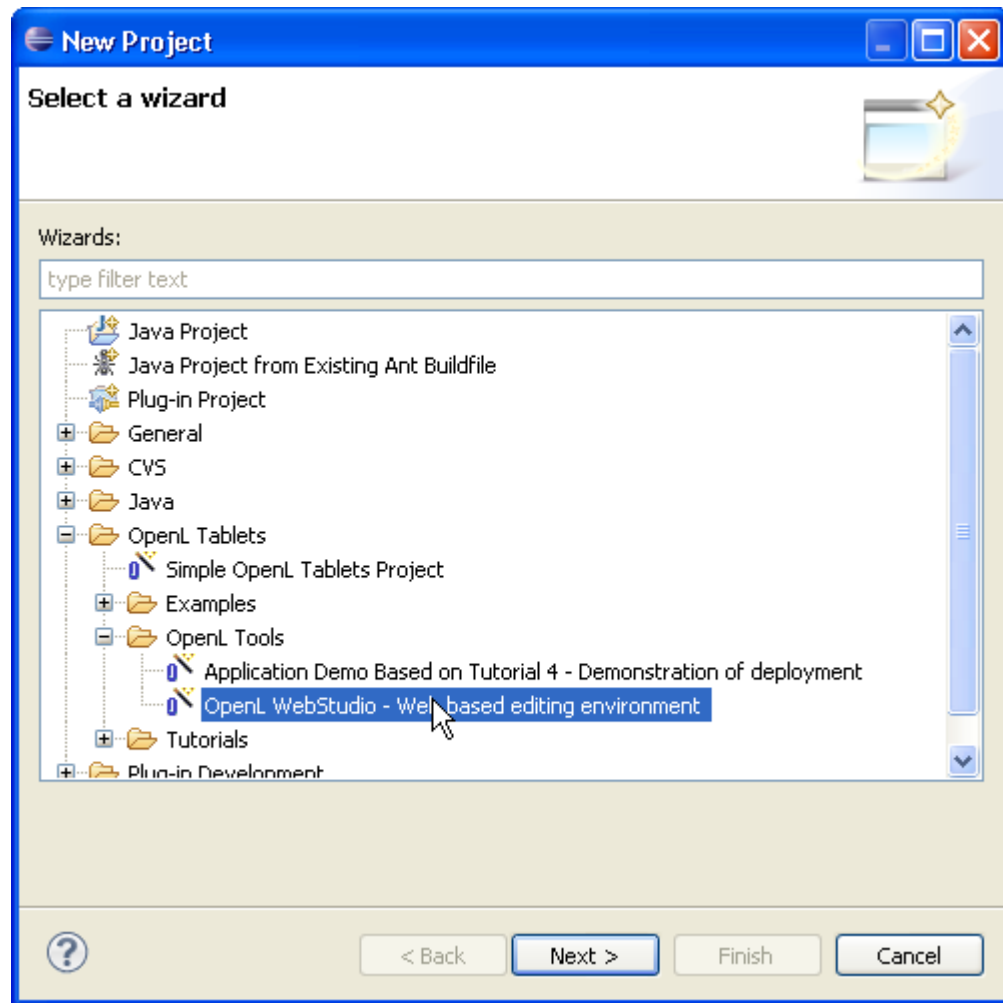 New Project
Select a wizard
Wizards:
type filter text
Java Project
Java Project from Existing Ant Buildfile
Plug-in Project
General
CVS
Java
OpenL Tablets
Simple OpenL Tablets Project
Examples
OpenL Tools
Application Demo Based on Tutorial 4 - Demonstration of deployment
OpenL WebStudio - Web based editing environment
Tutorials
Plug-in Development
?
< Back Next > Finish Cancel